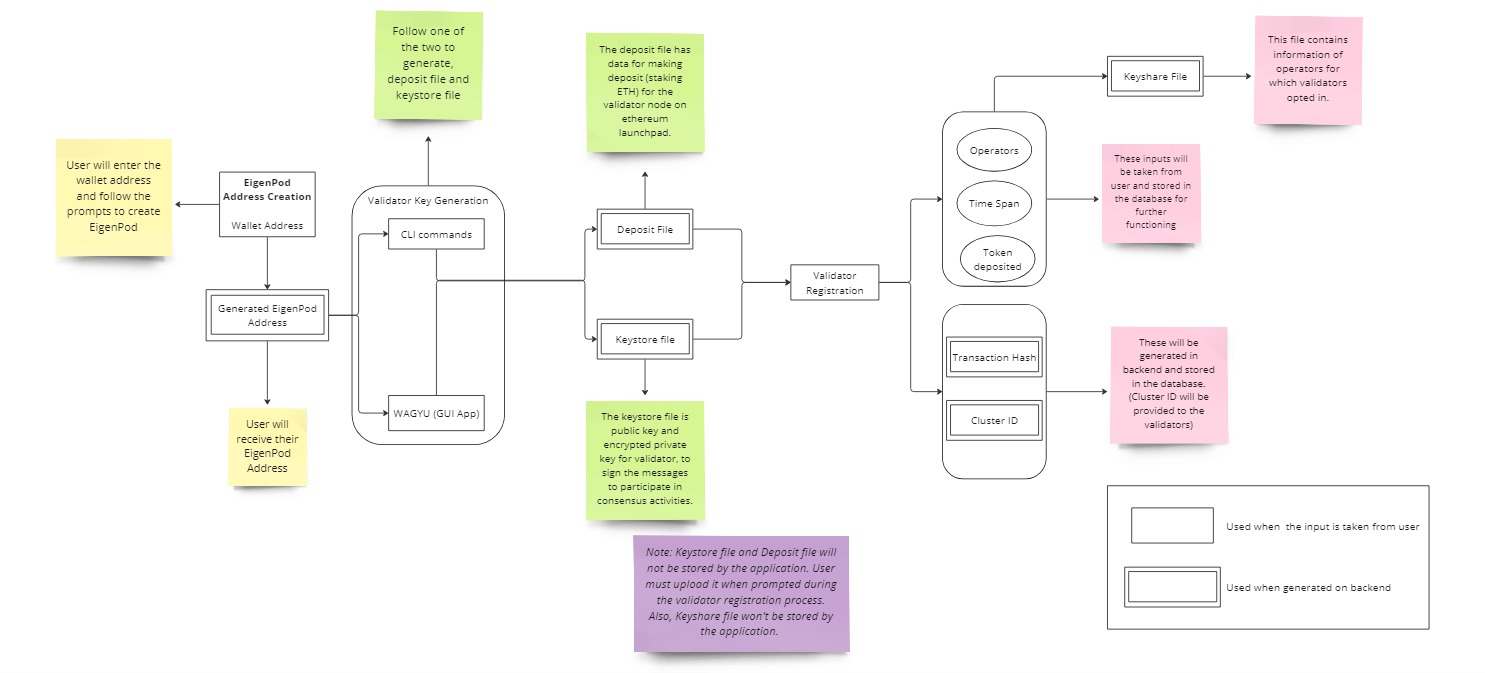 User will enter the
wallet address
and follow the
prompts to create
EigenPod
EigenPod
Address Creation
Wallet Address
Generated EigenPod
Address
User will
receive their
EigenPod
Address
Follow one of
the two to
generate,
deposit file and
keystore file
Validator Key Generation
CLI commands
WAGYU (GUI App)
The deposit file has
data for making
deposit (staking
ETH) for the
validator node on
ethereum
launchpad.
Deposit File
Keystore file
The keystore file is
public key and
encrypted private
key for validator, to
sign the messages
to participate in
consensus activities.
Note: Keystore file and Deposit file will
not be stored by the application. User
must upload it when prompted during
the validator registration process.
Also, Keyshare file won't be stored by
the application.
Validator
Registration
Operators
Time Span
Token
deposited
Transaction Hash
Cluster ID
Keyshare File
This file contains
information of
operators for
which validators
opted in.
These inputs will
be taken from
user and stored in
the database for
further
functioning
These will be
generated in
backend and stored
in the database.
(Cluster ID will be
provided to the
validators)
Used when the input is taken from user
Used when generated on backend